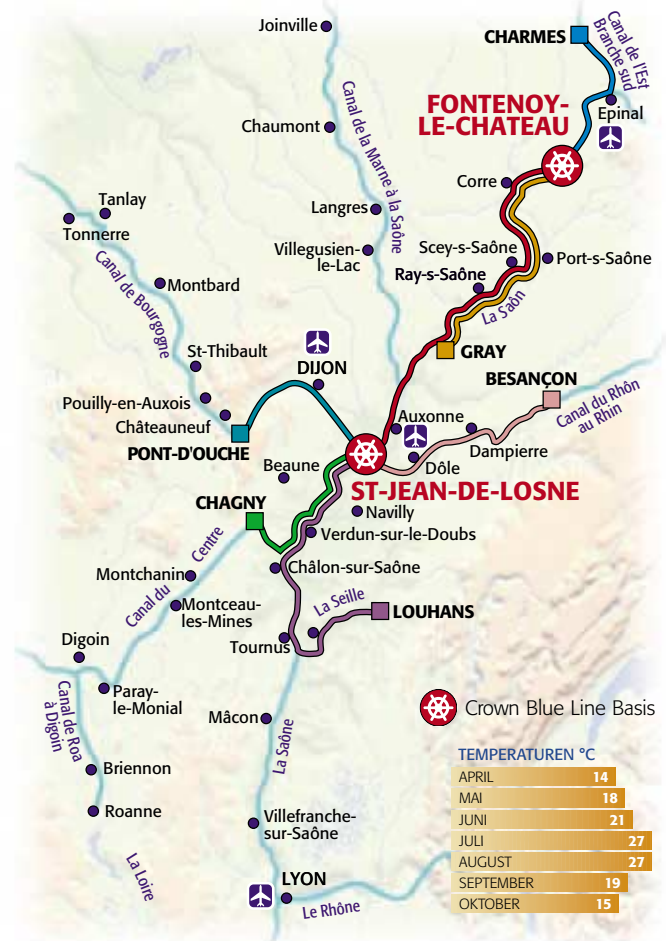 Joinville
CHARMES
Canal de l'Est
Branche sud
FONTENOY-
LE-CHATEAU
Epinal
Canal de la Marne à la Saône
Chaumont
Corre
Tanlay
Langres
Tonnerre
Scey-s-Saône
Port-s-Saône
Villegusien-
le-Lac
Ray-s-Saône
Canal de Bourgogne
Montbard
La Saôn
St-Thibault
GRAY
DIJON
BESANÇON
Canal du Rhôn
au Rhin
Pouilly-en-Auxois
Auxonne
Châteauneuf
PONT-D'OUCHE
Dampierre
Beaune
Dôle
ST-JEAN-DE-LOSNE
CHAGNY
Navilly
Verdun-sur-le-Doubs
Canal du Centre
Châlon-sur-Saône
Montchanin
Montceau-
les-Mines
La Seille
LOUHANS
Digoin
Tournus
Canal de Roa
à Digoin
Paray-
le-Monial
Mâcon
La Saône
Crown Blue Line Basis
Briennon
Roanne
Villefranche-
sur-Saône
La Loire
LYON
Le Rhône
TEMPERATUREN °C
APRIL 14
MAI 18
JUNI 21
JULI 27
AUGUST 27
SEPTEMBER 19
OKTOBER 15